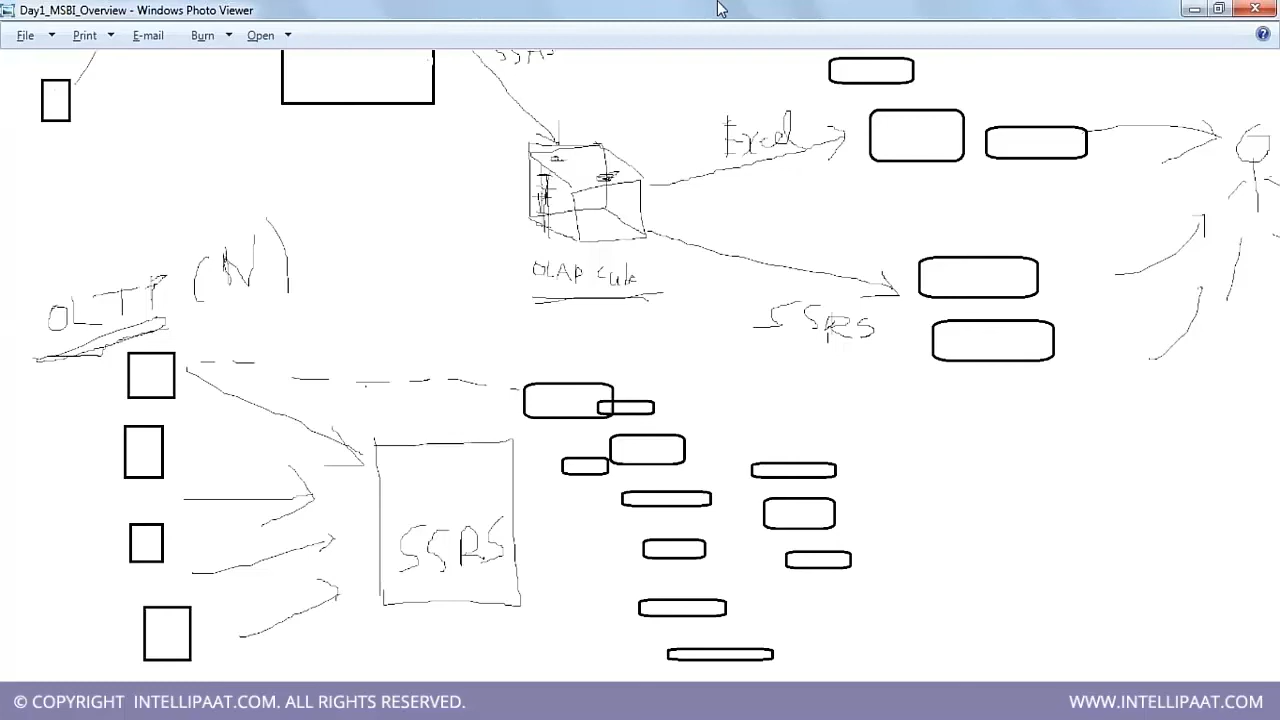 Day1_MSBI_Overview - Windows Photo Viewer
File Print E-mail Burn Open
Excel
OLAP Cube
OLTP (N)
SSRS
SSRS
© COPYRIGHT INTELLIPAAT.COM. ALL RIGHTS RESERVED.
WWW.INTELLIPAAT.COM